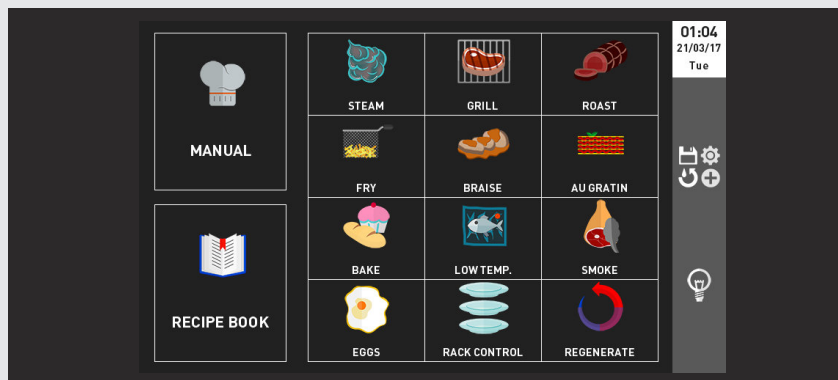 01:04
21/03/17
Tue
MANUAL
RECIPE BOOK
STEAM
GRILL
ROAST
FRY
BRAISE
AU GRATIN
BAKE
LOW TEMP.
SMOKE
EGGS
RACK CONTROL
REGENERATE